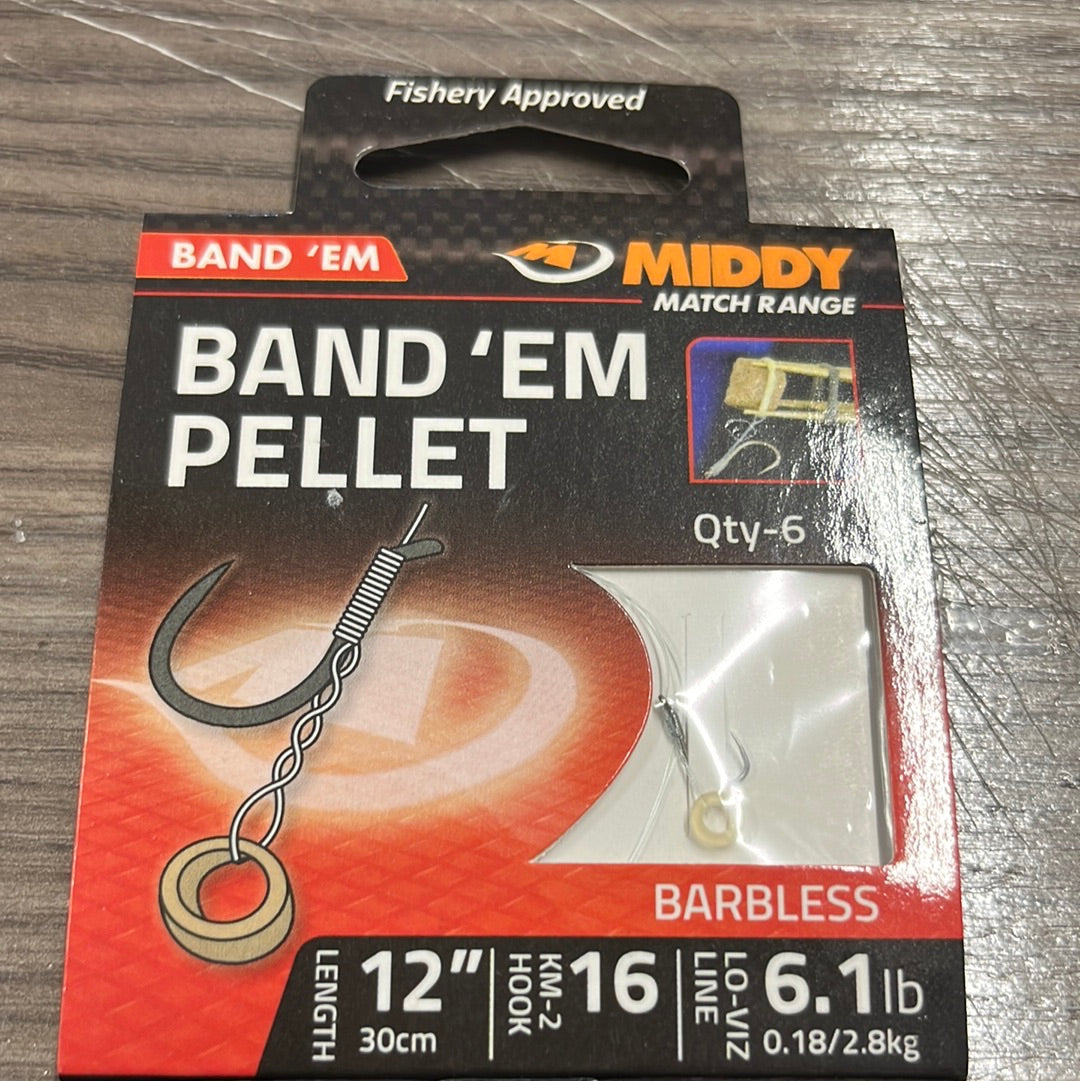 Fishery Approved
BAND 'EM
MIDDY
MATCH RANGE
BAND 'EM
PELLET
Qty-6
BARBLESS
LENGTH
12"
30cm
KM-2
HOOK
16
LO-VIZ
LINE
6.1lb
0.18/2.8kg